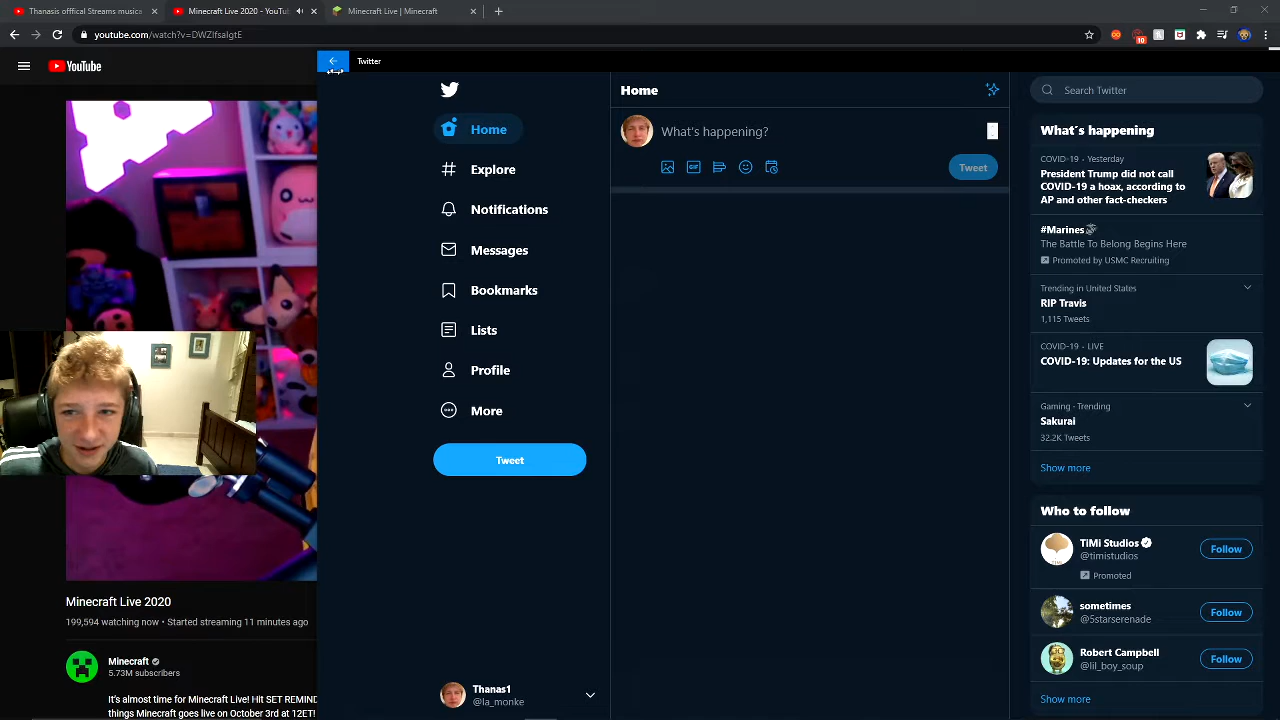 Thanasis offfical Streams musica
Minecraft Live 2020 - YouTu
Minecraft Live | Minecraft
youtube.com/watch?v=DWZIfsaIgtE
10
YouTube
Minecraft Live 2020
199,594 watching now • Started streaming 11 minutes ago
Minecraft
5.73M subscribers
It's almost time for Minecraft Live! Hit SET REMIND
things Minecraft goes live on October 3rd at 12ET!
Twitter
Home
Explore
Notifications
Messages
Bookmarks
Lists
Profile
More
Tweet
Thanas1
@la_monke
Home
What's happening?
GIF
Tweet
Search Twitter
What's happening
COVID-19 · Yesterday
President Trump did not call
COVID-19 a hoax, according to
AP and other fact-checkers
#Marines
The Battle To Belong Begins Here
Promoted by USMC Recruiting
Trending in United States
RIP Travis
1,115 Tweets
COVID-19 · LIVE
COVID-19: Updates for the US
Gaming · Trending
Sakurai
32.2K Tweets
Show more
Who to follow
TiMi Studios
@timistudios
Promoted
Follow
sometimes
@5starserenade
Follow
Robert Campbell
@lil_boy_soup
Follow
Show more